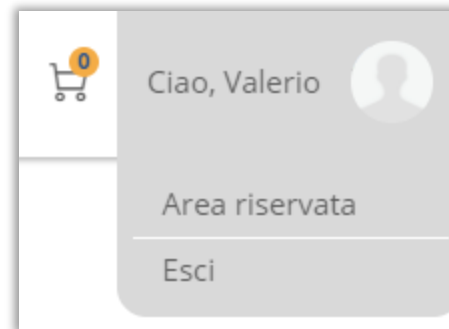 0
Ciao, Valerio
Area riservata
Esci